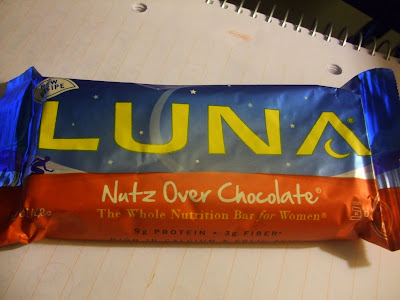 NEW
RECIPE
LUNA
Nutz Over Chocolate®
The Whole Nutrition Bar for Women®
9g PROTEIN • 3g FIBER